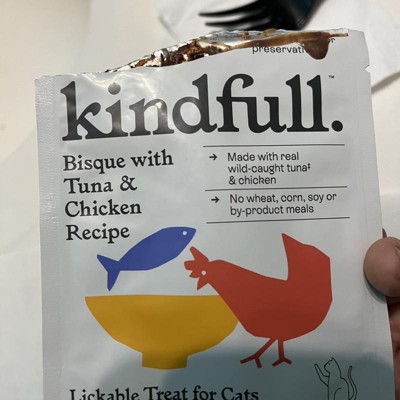 preservati
kindfull.™
Bisque with
Tuna &
Chicken
Recipe
→ Made with real
wild-caught tuna‡
& chicken
→ No wheat, corn, soy or
by-product meals
Lickable Treat for Cats